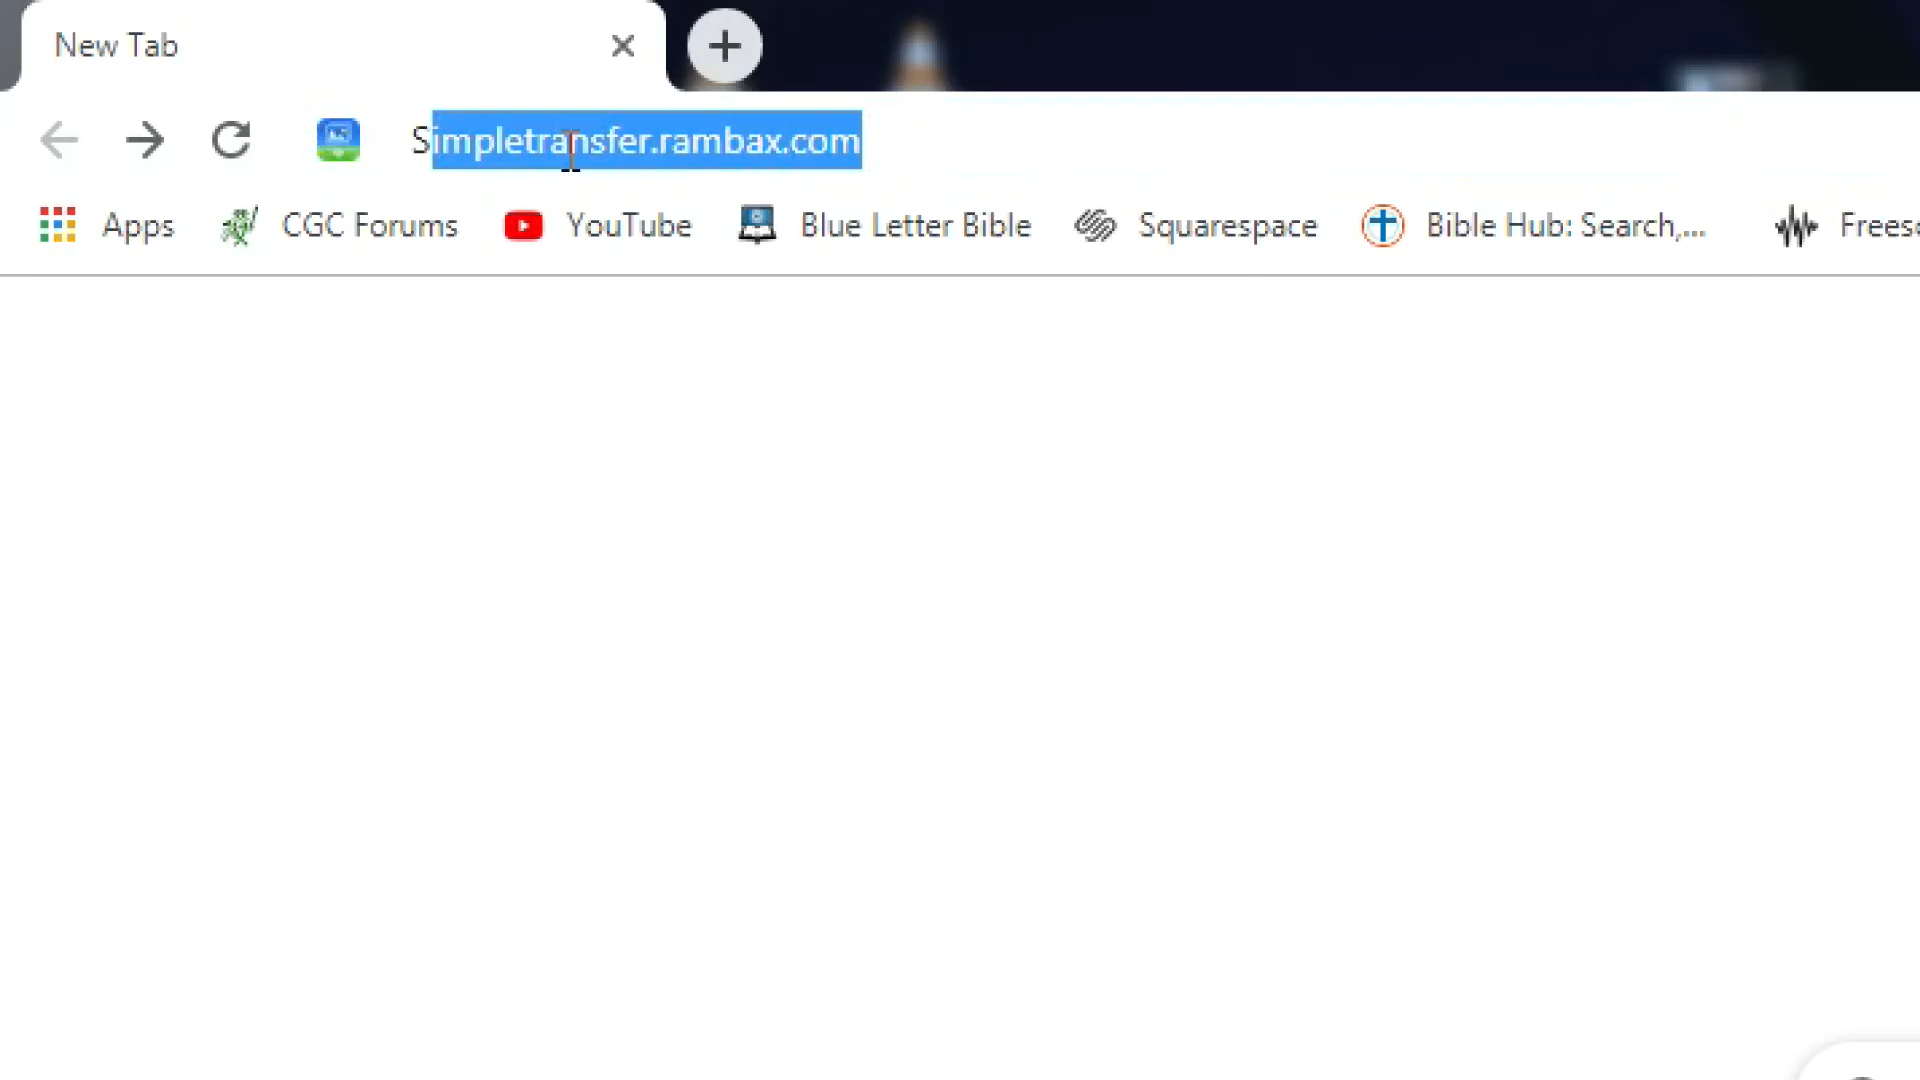 New Tab
Simpletransfer.rambax.com
Apps CGC Forums YouTube Blue Letter Bible Squarespace Bible Hub: Search,...